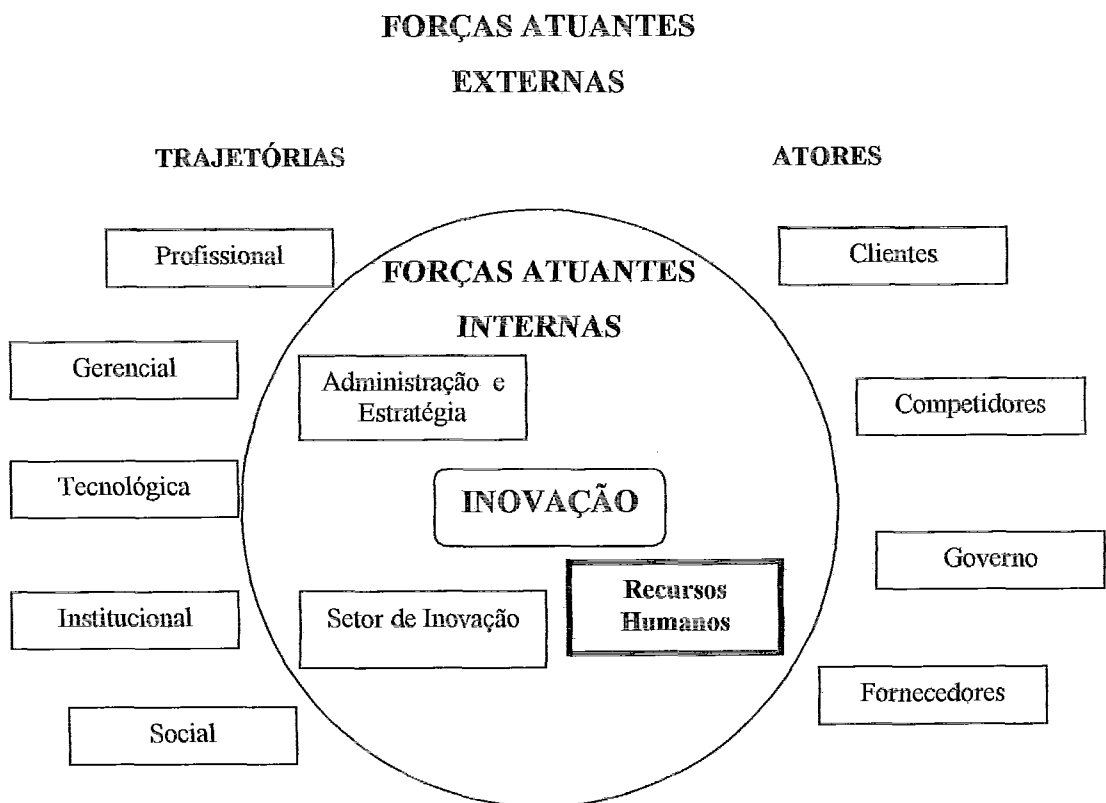 FORÇAS ATUANTES
EXTERNAS
TRAJETÓRIAS
ATORES
Profissional
Gerencial
Tecnológica
Institucional
Social
FORÇAS ATUANTES
INTERNAS
Administração e
Estratégia
INOVAÇÃO
Setor de Inovação
Recursos
Humanos
Clientes
Competidores
Governo
Fornecedores